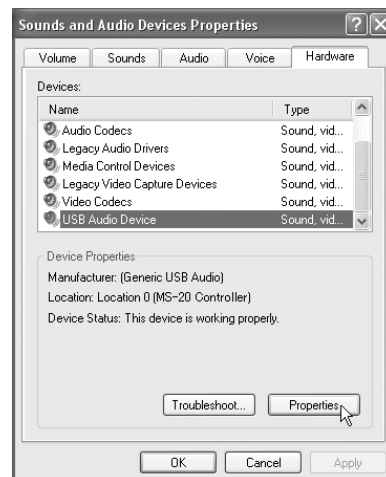 Sounds and Audio Devices Properties
Volume Sounds Audio Voice Hardware
Devices:
Name Type
Audio Codecs Sound, vid...
Legacy Audio Drivers Sound, vid...
Media Control Devices Sound, vid...
Legacy Video Capture Devices Sound, vid...
Video Codecs Sound, vid...
USB Audio Device Sound, vid...
Device Properties
Manufacturer: (Generic USB Audio)
Location: Location 0 (MS-20 Controller)
Device Status: This device is working properly.
Troubleshoot... Properties
OK Cancel Apply